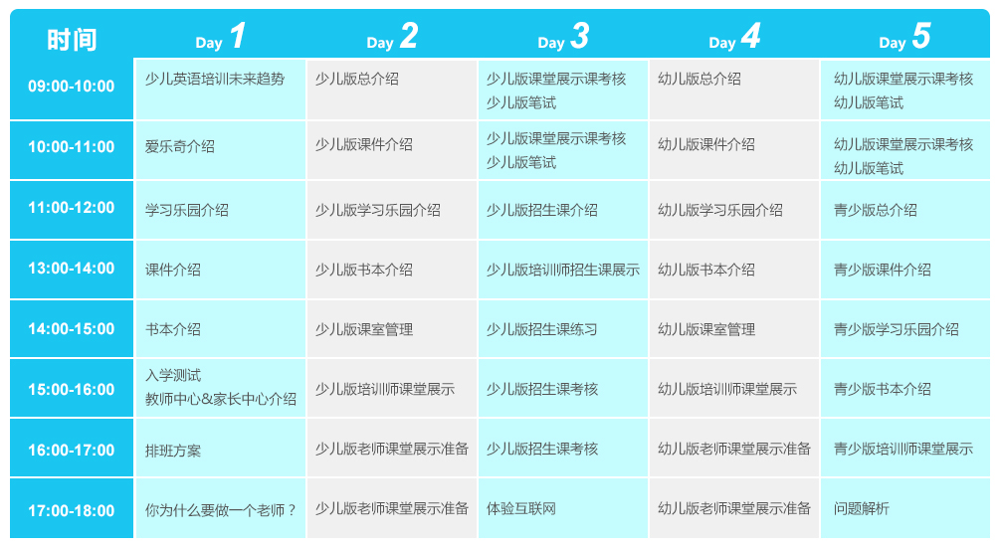 时间
Day 1
Day 2
Day 3
Day 4
Day 5
09:00-10:00
少儿英语培训未来趋势
少儿版总介绍
少儿版课堂展示课考核
少儿版笔试
幼儿版总介绍
幼儿版课堂展示课考核
幼儿版笔试
10:00-11:00
爱乐奇介绍
少儿版课件介绍
少儿版课堂展示课考核
少儿版笔试
幼儿版课件介绍
幼儿版课堂展示课考核
幼儿版笔试
11:00-12:00
学习乐园介绍
少儿版学习乐园介绍
少儿版招生课介绍
幼儿版学习乐园介绍
青少版总介绍
13:00-14:00
课件介绍
少儿版书本介绍
少儿版培训师招生课展示
幼儿版书本介绍
青少版课件介绍
14:00-15:00
书本介绍
少儿版课室管理
少儿版招生课练习
幼儿版课室管理
青少版学习乐园介绍
15:00-16:00
入学测试
教师中心&家长中心介绍
少儿版培训师课堂展示
少儿版招生课考核
幼儿版培训师课堂展示
青少版书本介绍
16:00-17:00
排班方案
少儿版老师课堂展示准备
少儿版招生课考核
幼儿版老师课堂展示准备
青少版培训师课堂展示
17:00-18:00
你为什么要做一个老师？
少儿版老师课堂展示准备
体验互联网
幼儿版老师课堂展示准备
问题解析